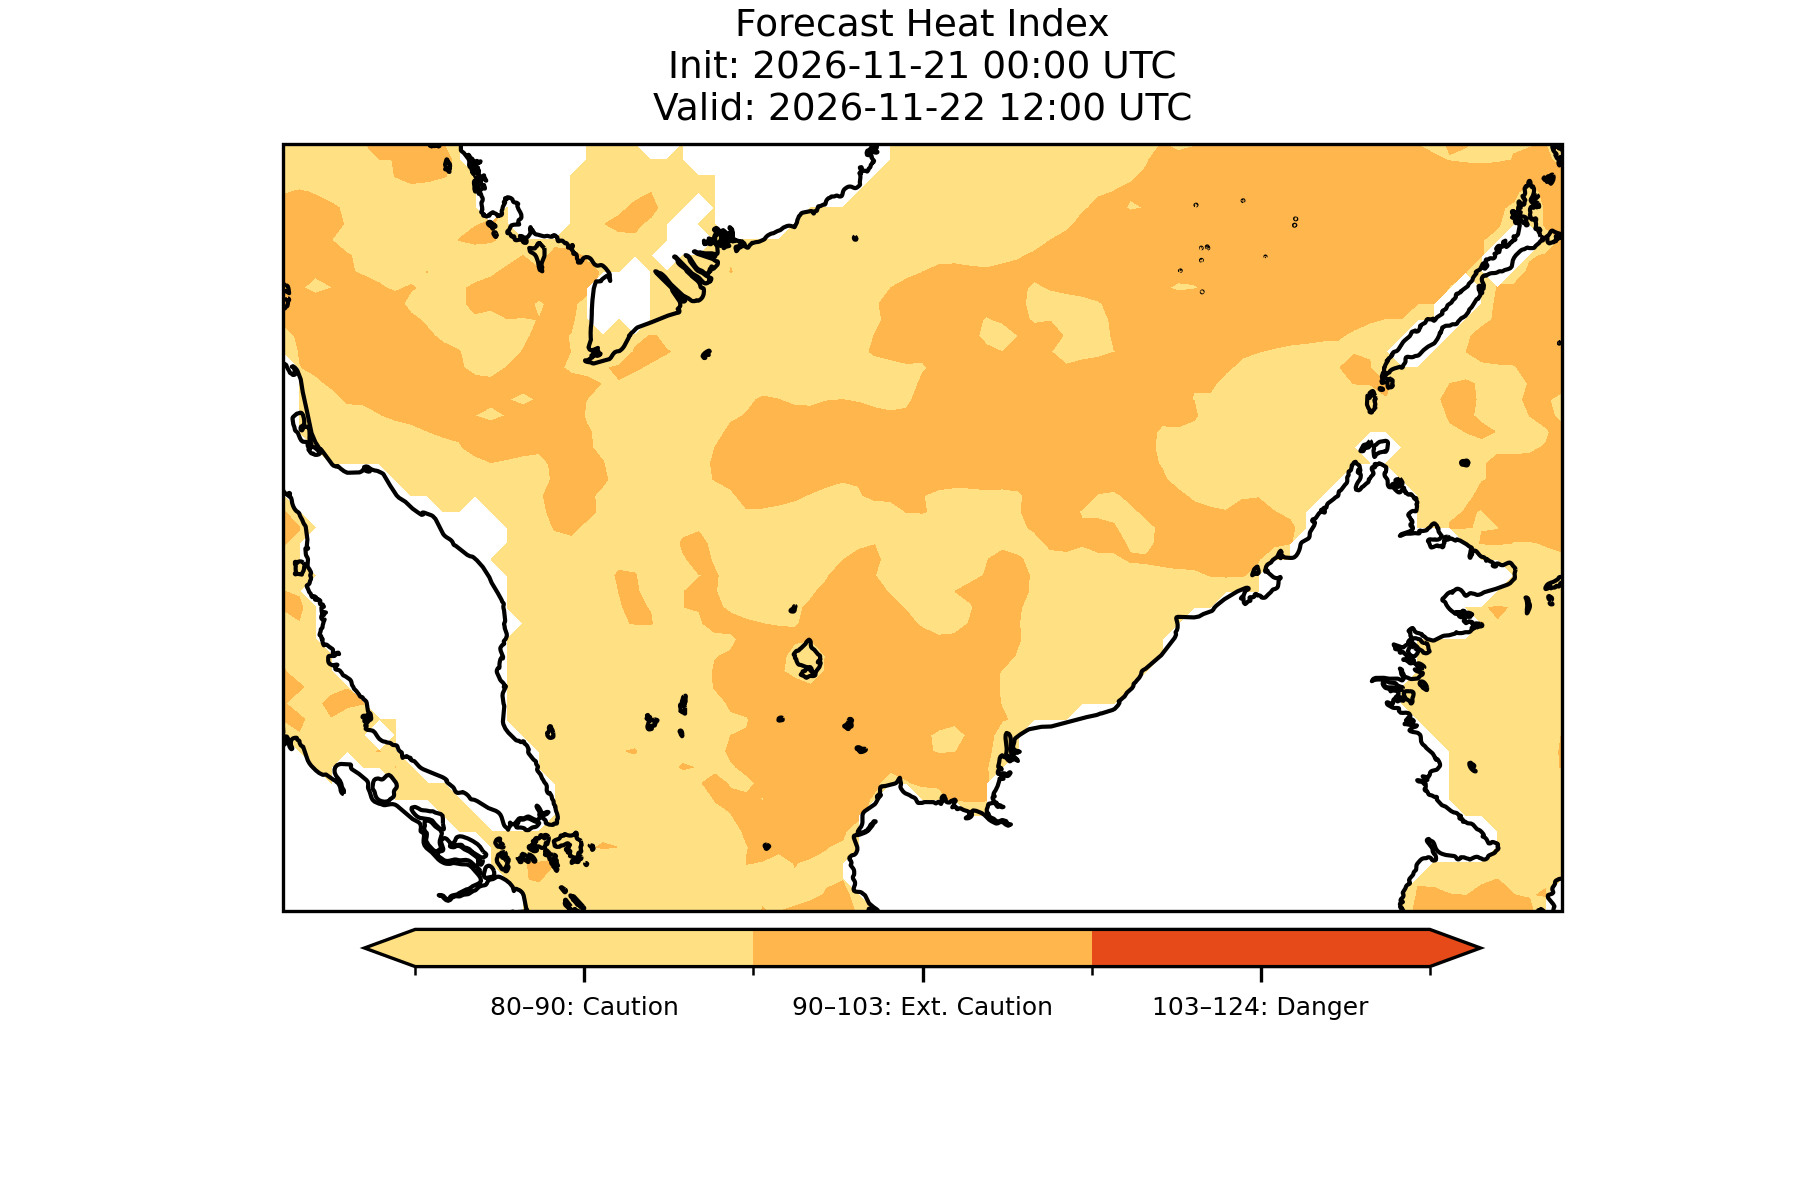 Forecast Heat Index
Init: 2026-11-21 00:00 UTC
Valid: 2026-11-22 12:00 UTC
80–90: Caution
90–103: Ext. Caution
103–124: Danger